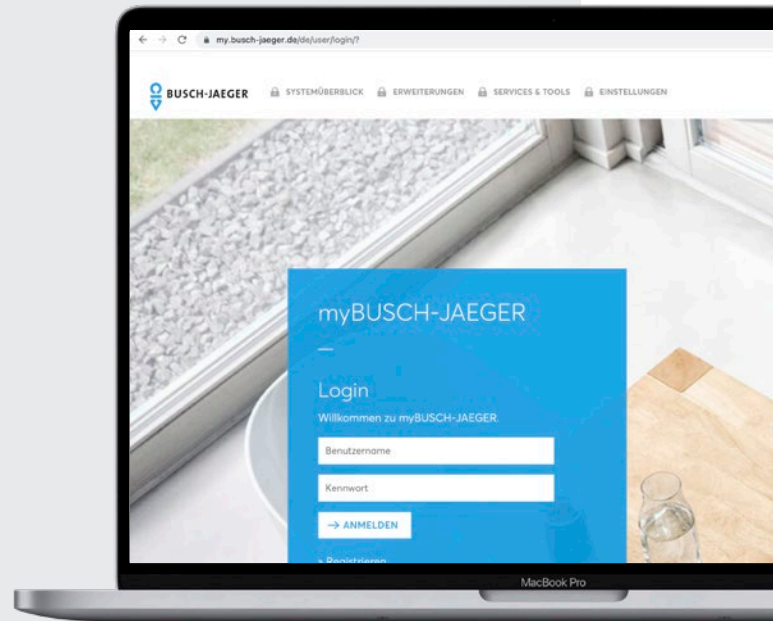 my.busch-jaeger.de/de/user/login/?
BUSCH-JAEGER SYSTEMÜBERBLICK ERWEITERUNGEN SERVICES & TOOLS EINSTELLUNGEN
myBUSCH-JAEGER
Login
Willkommen zu myBUSCH-JAEGER.
Benutzername
Kennwort
→ ANMELDEN
› Registrieren
MacBook Pro